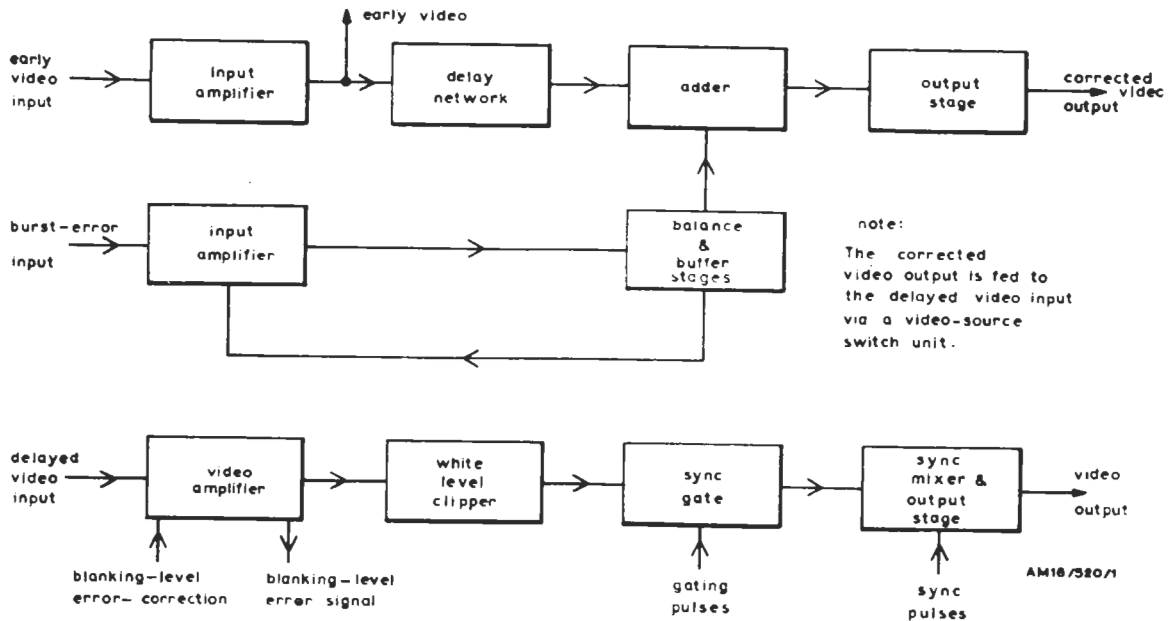 early video
early
video
input
input
amplifier
delay
network
adder
output
stage
corrected
video
output
burst-error
input
input
amplifier
balance
&
buffer
stages
note:
The corrected
video output is fed to
the delayed video input
via a video-source
switch unit.
delayed
video
input
video
amplifier
white
level
clipper
sync
gate
sync
mixer &
output
stage
video
output
blanking-level
error-correction
blanking-level
error signal
gating
pulses
sync
pulses
AM18/520/1